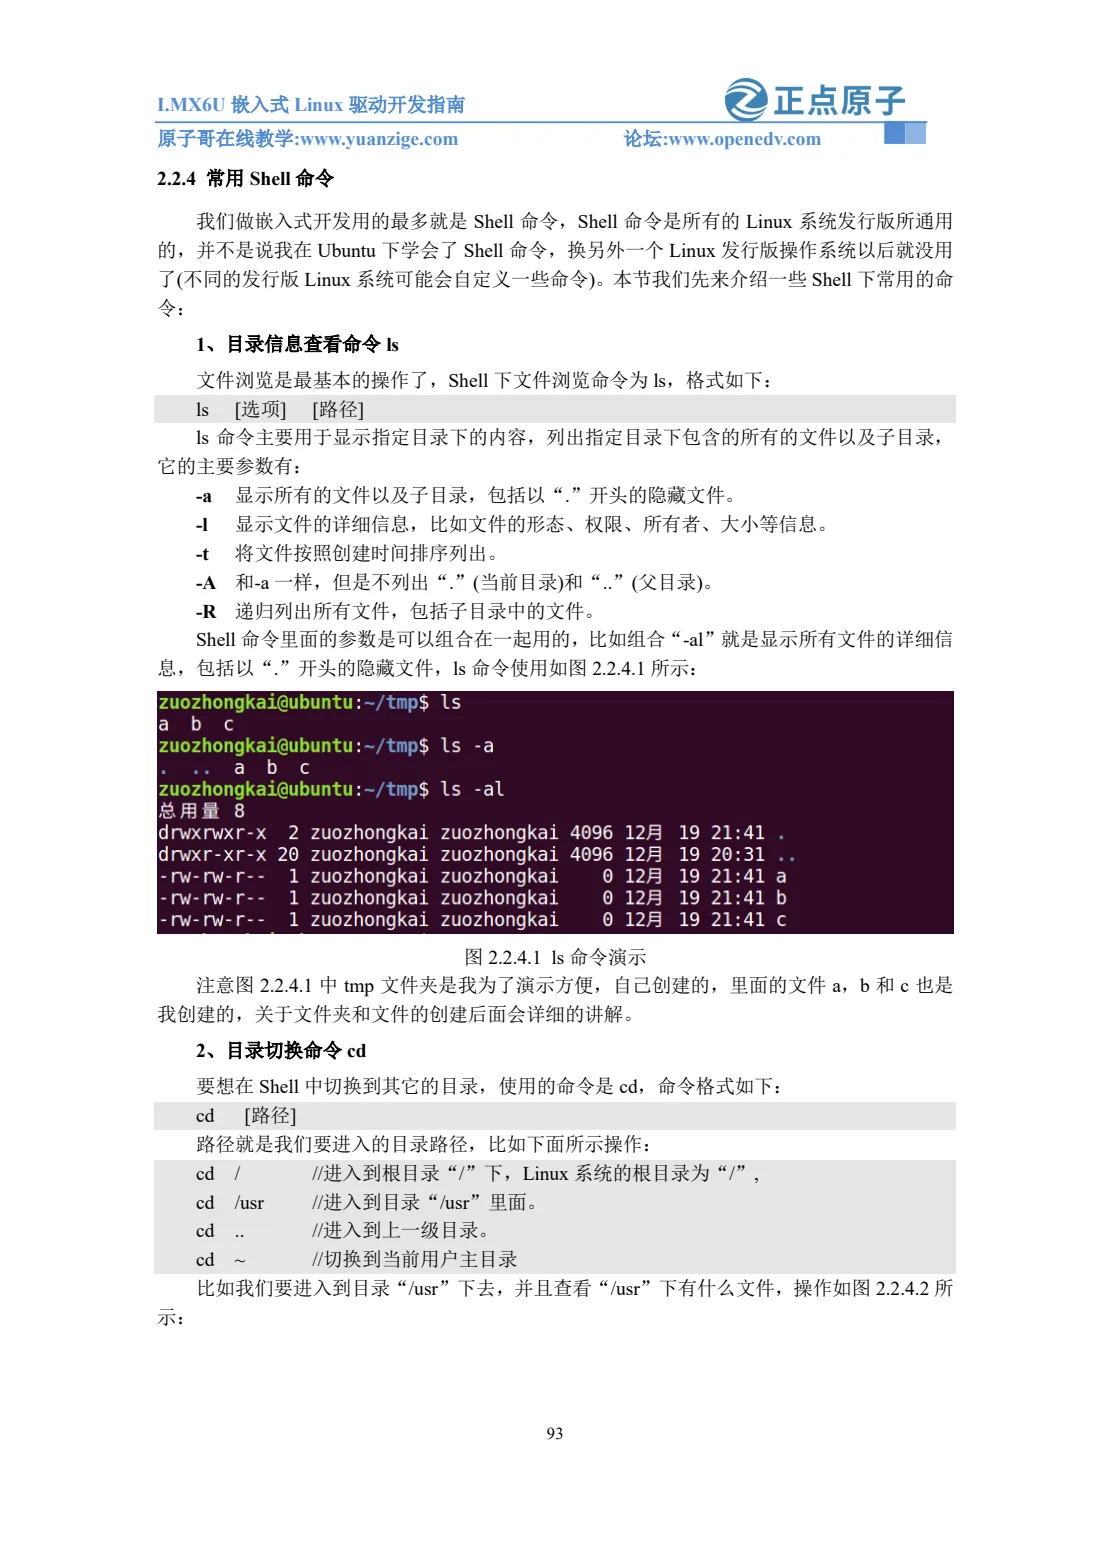 I.MX6U 嵌入式 Linux 驱动开发指南
正点原子
原子哥在线教学:www.yuanzige.com 论坛:www.openedv.com
2.2.4 常用 Shell 命令
我们做嵌入式开发用的最多就是 Shell 命令，Shell 命令是所有的 Linux 系统发行版所通用
的，并不是说我在 Ubuntu 下学会了 Shell 命令，换另外一个 Linux 发行版操作系统以后就没用
了(不同的发行版 Linux 系统可能会自定义一些命令)。本节我们先来介绍一些 Shell 下常用的命
令：
1、目录信息查看命令 ls
文件浏览是最基本的操作了，Shell 下文件浏览命令为 ls，格式如下：
ls [选项] [路径]
ls 命令主要用于显示指定目录下的内容，列出指定目录下包含的所有的文件以及子目录，
它的主要参数有：
-a 显示所有的文件以及子目录，包括以“.”开头的隐藏文件。
-l 显示文件的详细信息，比如文件的形态、权限、所有者、大小等信息。
-t 将文件按照创建时间排序列出。
-A 和-a 一样，但是不列出“.”(当前目录)和“..”(父目录)。
-R 递归列出所有文件，包括子目录中的文件。
Shell 命令里面的参数是可以组合在一起用的，比如组合“-al”就是显示所有文件的详细信
息，包括以“.”开头的隐藏文件，ls 命令使用如图 2.2.4.1 所示：
zuozhongkai@ubuntu:~/tmp$ ls
a b c
zuozhongkai@ubuntu:~/tmp$ ls -a
. .. a b c
zuozhongkai@ubuntu:~/tmp$ ls -al
总用量 8
drwxrwxr-x 2 zuozhongkai zuozhongkai 4096 12月 19 21:41 .
drwxr-xr-x 20 zuozhongkai zuozhongkai 4096 12月 19 20:31 ..
-rw-rw-r-- 1 zuozhongkai zuozhongkai 0 12月 19 21:41 a
-rw-rw-r-- 1 zuozhongkai zuozhongkai 0 12月 19 21:41 b
-rw-rw-r-- 1 zuozhongkai zuozhongkai 0 12月 19 21:41 c
图 2.2.4.1 ls 命令演示
注意图 2.2.4.1 中 tmp 文件夹是我为了演示方便，自己创建的，里面的文件 a，b 和 c 也是
我创建的，关于文件夹和文件的创建后面会详细的讲解。
2、目录切换命令 cd
要想在 Shell 中切换到其它的目录，使用的命令是 cd，命令格式如下：
cd [路径]
路径就是我们要进入的目录路径，比如下面所示操作：
cd / //进入到根目录“/”下，Linux 系统的根目录为“/”,
cd /usr //进入到目录“/usr”里面。
cd .. //进入到上一级目录。
cd ~ //切换到当前用户主目录
比如我们要进入到目录“/usr”下去，并且查看“/usr”下有什么文件，操作如图 2.2.4.2 所
示：
93